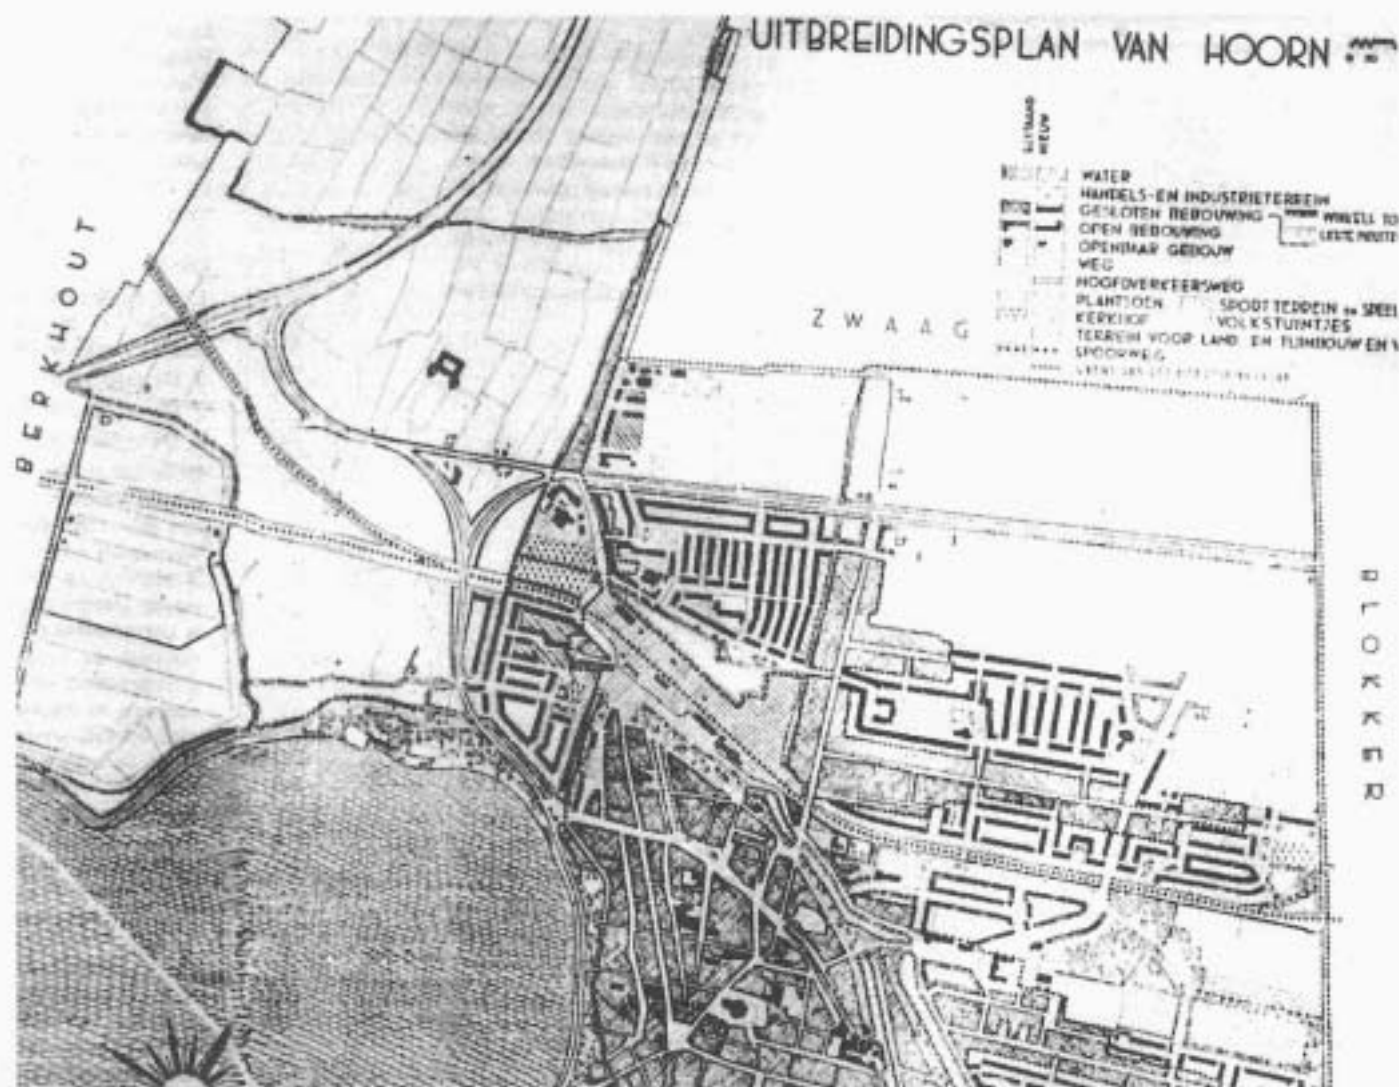 UITBREIDINGSPLAN VAN HOORN
NIEUW
WATER
HANDELS- EN INDUSTRIETERREIN
GESLOTEN BEBOUWING
OPEN BEBOUWING
OPENBAAR GEBOUW
WEG
HOOFDVERKEERSWEG
PLANTSOEN SPORTTERREIN
KERKHOF VOLKSTUINTJES
TERREIN VOOR LAND EN TUINBOUW EN
SPOORWEG
ZWAAG
BERKHOUT
BLOKKER